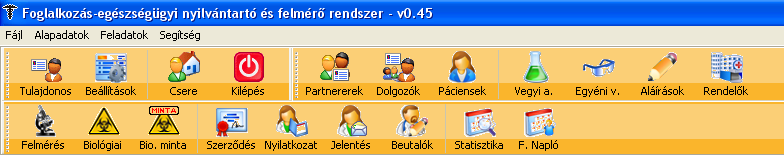 Foglalkozás-egészségügyi nyilvántartó és felmérő rendszer - v0.45
Fájl Alapadatok Feladatok Segítség
Tulajdonos Beállítások Csere Kilépés Partnererek Dolgozók Páciensek Vegyi a. Egyéni v. Aláírások Rendelők
MINTA
Felmérés Biológiai Bio. minta Szerződés Nyilatkozat Jelentés Beutalók Statisztika F. Napló